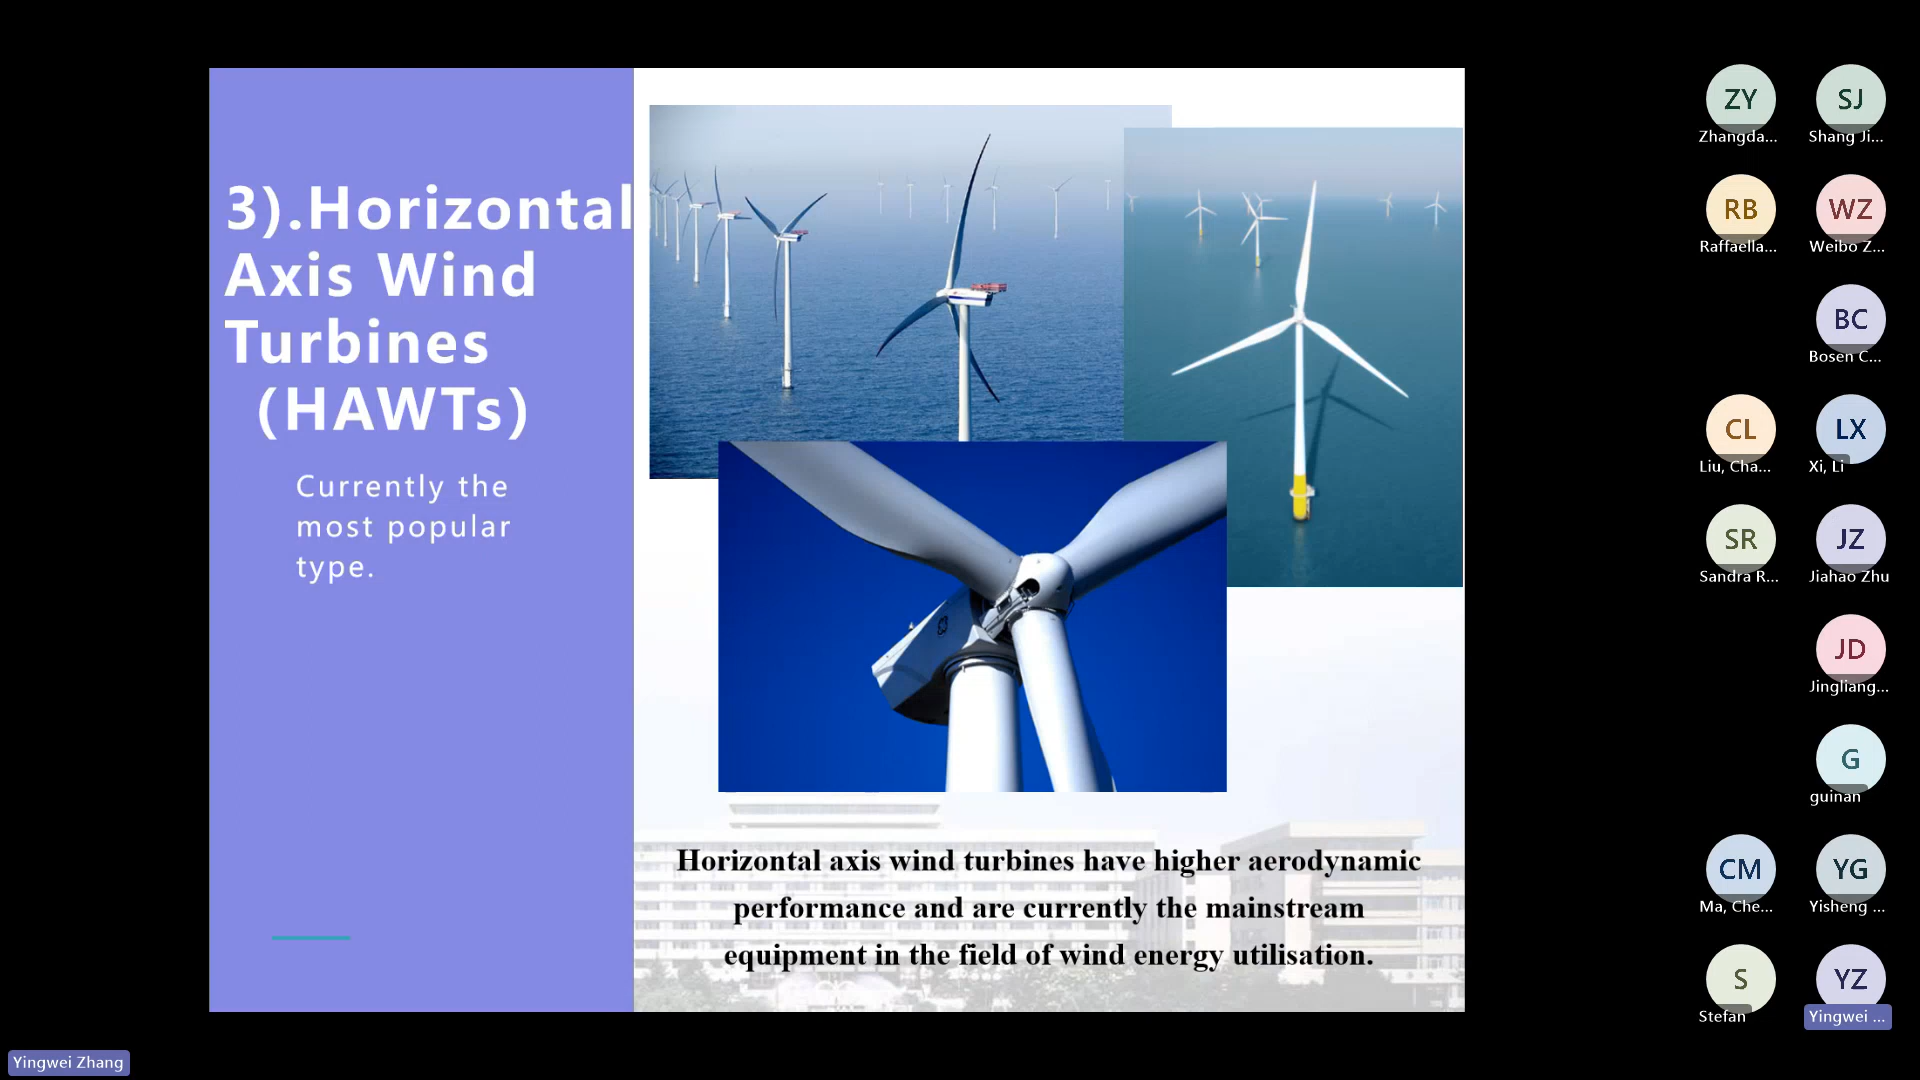 3).Horizontal
Axis Wind
Turbines
(HAWTs)
Currently the
most popular
type.
Horizontal axis wind turbines have higher aerodynamic
performance and are currently the mainstream
equipment in the field of wind energy utilisation.
ZY
Zhangda...
SJ
Shang Ji...
RB
Raffaella...
WZ
Weibo Z...
BC
Bosen C...
CL
Liu, Cha...
LX
Xi, Li
SR
Sandra R...
JZ
Jiahao Zhu
JD
Jingliang...
G
guinan
CM
Ma, Che...
YG
Yisheng ...
S
Stefan
YZ
Yingwei ...
Yingwei Zhang